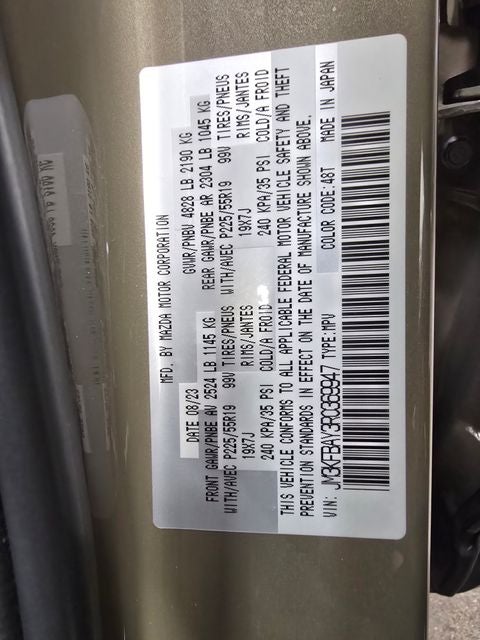 MFD. BY MAZDA MOTOR CORPORATION
DATE 08/23 GVWR/PNBV 4828 LB 2190 KG
FRONT GAWR/PNBE AV 2524 LB 1145 KG REAR GAWR/PNBE AR 2304 LB 1045 KG
WITH/AVEC P225/55R19 99V TIRES/PNEUS WITH/AVEC P225/55R19 99V TIRES/PNEUS
19X7J RIMS/JANTES 19X7J RIMS/JANTES
240 KPA/35 PSI COLD/A FROID 240 KPA/35 PSI COLD/A FROID
THIS VEHICLE CONFORMS TO ALL APPLICABLE FEDERAL MOTOR VEHICLE SAFETY AND THEFT
PREVENTION STANDARDS IN EFFECT ON THE DATE OF MANUFACTURE SHOWN ABOVE.
VIN: JM3KFBAY3R0369947 TYPE:MPV COLOR CODE:48T MADE IN JAPAN